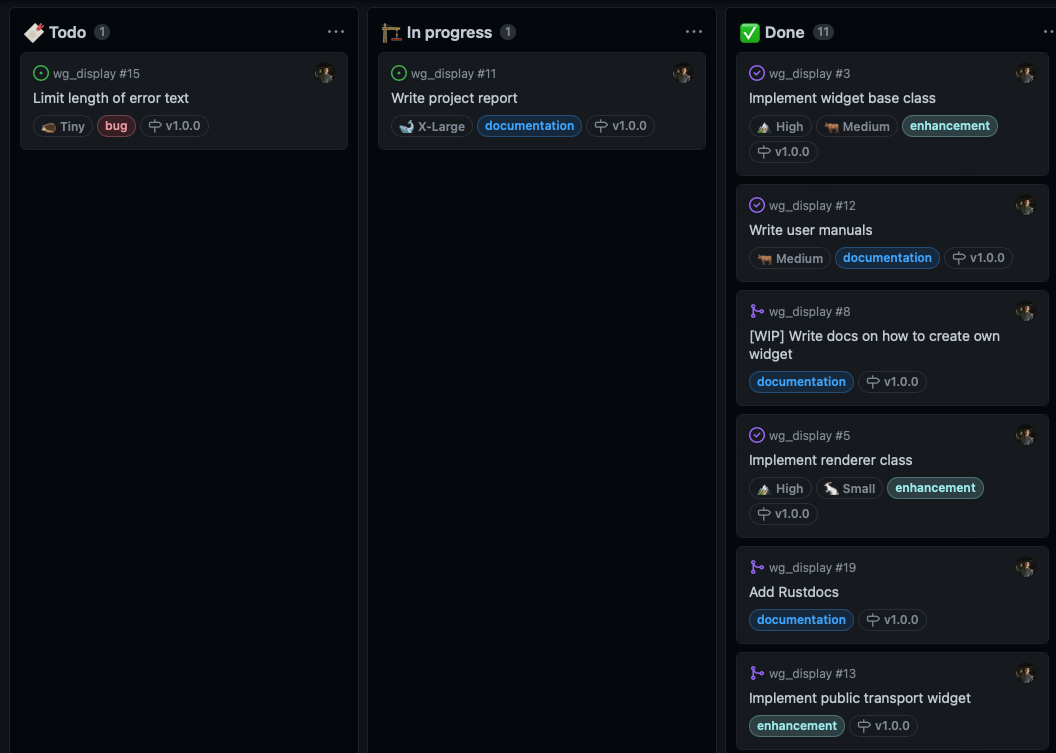 Todo 1
wg_display #15
Limit length of error text
Tiny bug v1.0.0
In progress 1
wg_display #11
Write project report
X-Large documentation v1.0.0
Done 11
wg_display #3
Implement widget base class
High Medium enhancement
v1.0.0
wg_display #12
Write user manuals
Medium documentation v1.0.0
wg_display #8
[WIP] Write docs on how to create own
widget
documentation v1.0.0
wg_display #5
Implement renderer class
High Small enhancement
v1.0.0
wg_display #19
Add Rustdocs
documentation v1.0.0
wg_display #13
Implement public transport widget
enhancement v1.0.0